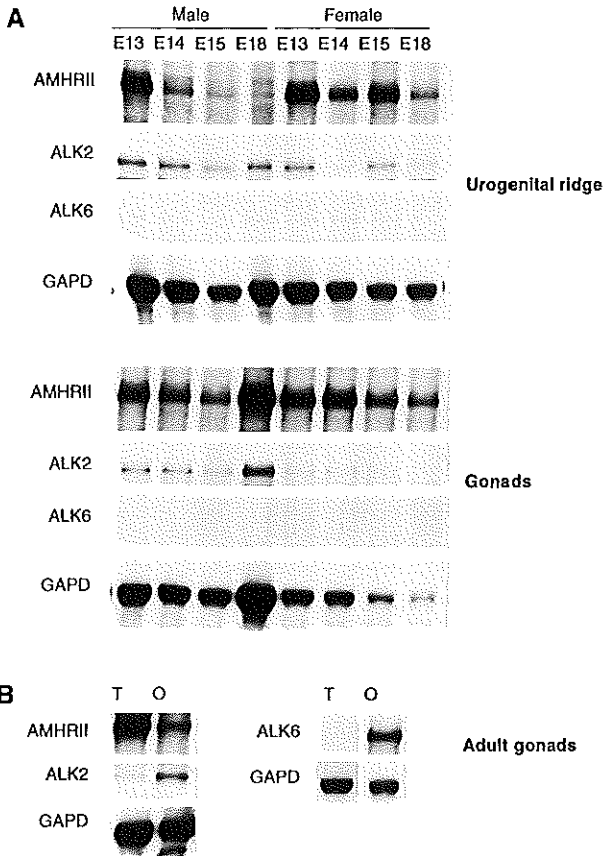 A
Male Female
E13 E14 E15 E18 E13 E14 E15 E18
AMHRII
ALK2
Urogenital ridge
ALK6
GAPD
AMHRII
ALK2
Gonads
ALK6
GAPD
B
T O T O
AMHRII ALK6 Adult gonads
ALK2 GAPD
GAPD